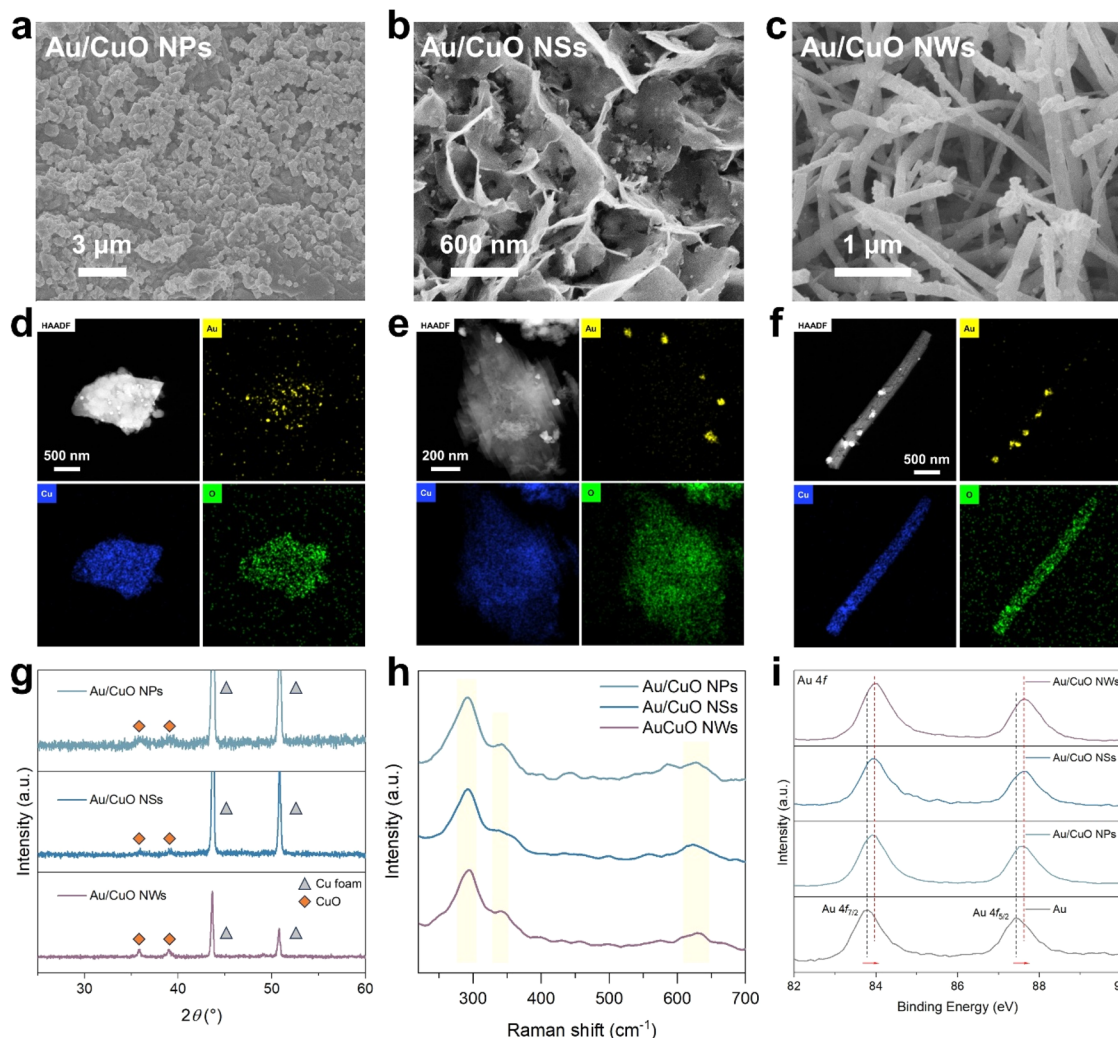 a
Au/CuO NPs
3 μm
b
Au/CuO NSs
600 nm
c
Au/CuO NWs
1 μm
d
HAADF
Au
500 nm
Cu
O
e
HAADF
Au
200 nm
Cu
O
f
HAADF
Au
500 nm
Cu
O
g
Au/CuO NPs
Au/CuO NSs
Au/CuO NWs
Cu foam
CuO
Intensity (a.u.)
30 40 50 60
2θ (°)
h
Au/CuO NPs
Au/CuO NSs
AuCuO NWs
Intensity (a.u.)
300 400 500 600 700
Raman shift (cm⁻¹)
i
Au 4f
Au/CuO NWs
Au/CuO NSs
Au/CuO NPs
Au 4f₇/₂
Au 4f₅/₂
Au
Intensity (a.u.)
82 84 86 88
Binding Energy (eV)